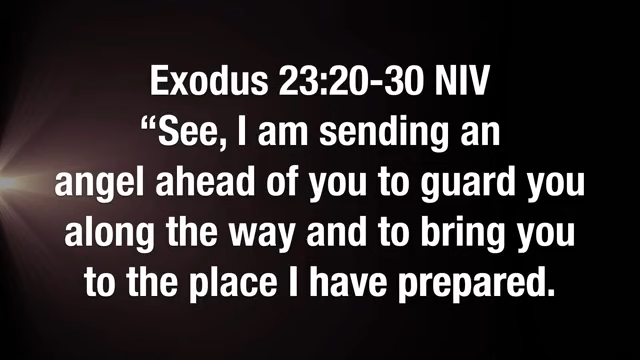 Exodus 23:20-30 NIV
“See, I am sending an
angel ahead of you to guard you
along the way and to bring you
to the place I have prepared.